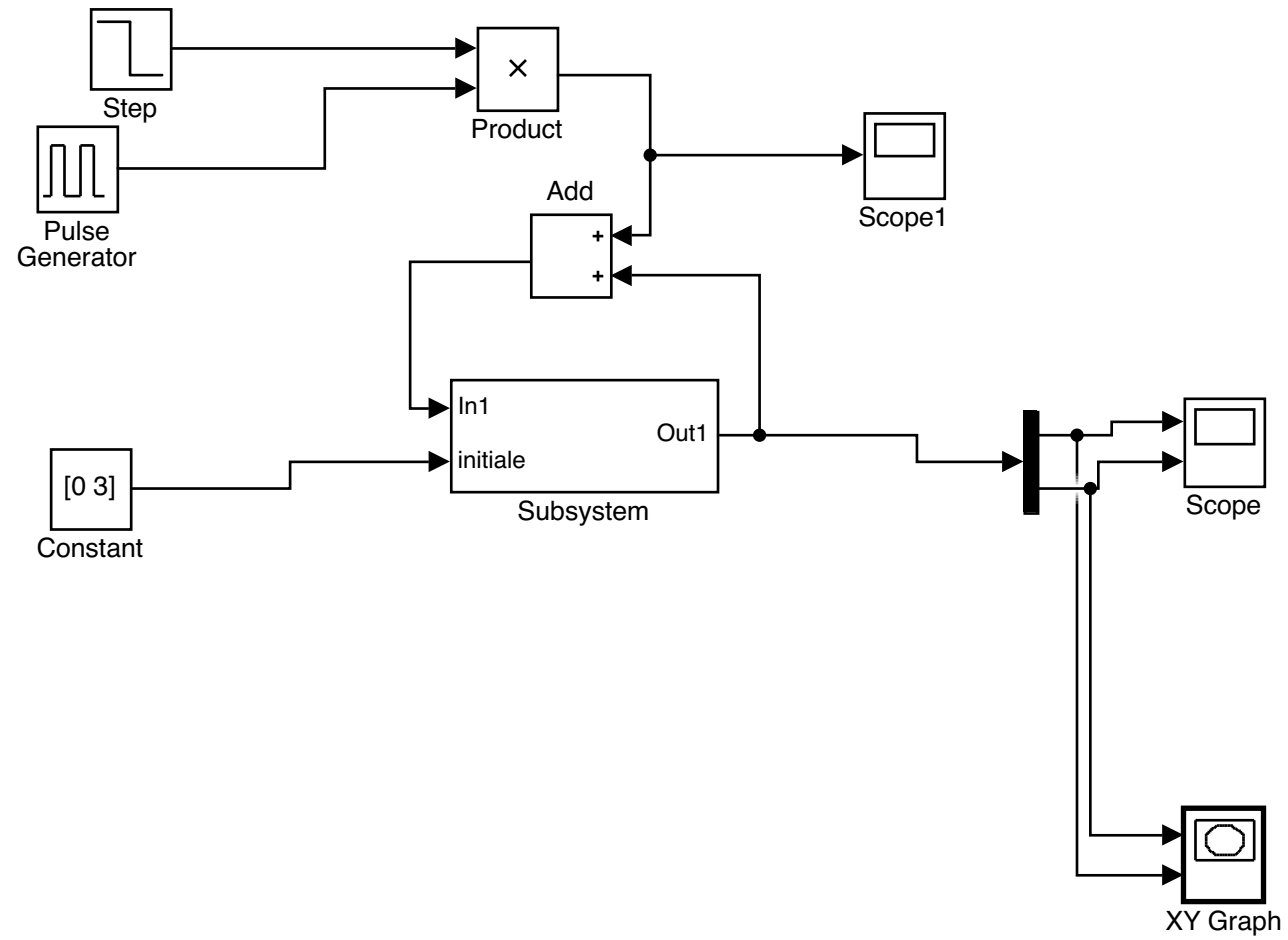 Step
×
Product
Pulse
Generator
Scope1
Add
+
+
In1
initiale
Out1
Subsystem
[0 3]
Constant
Scope
XY Graph